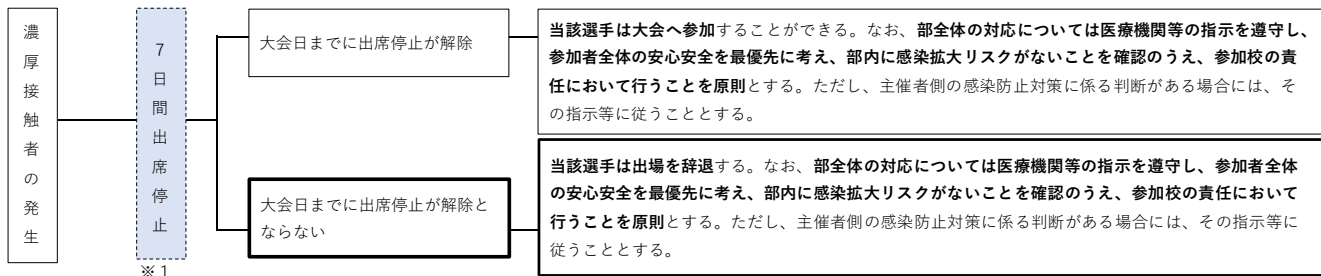 濃厚接触者の発生
7日間出席停止
※1
大会日までに出席停止が解除
当該選手は大会へ参加することができる。なお、部全体の対応については医療機関等の指示を遵守し、
参加者全体の安心安全を最優先に考え、部内に感染拡大リスクがないことを確認のうえ、参加校の責
任において行うことを原則とする。ただし、主催者側の感染防止対策に係る判断がある場合には、そ
の指示等に従うこととする。
大会日までに出席停止が解除と
ならない
当該選手は出場を辞退する。なお、部全体の対応については医療機関等の指示を遵守し、参加者全体
の安心安全を最優先に考え、部内に感染拡大リスクがないことを確認のうえ、参加校の責任において
行うことを原則とする。ただし、主催者側の感染防止対策に係る判断がある場合には、その指示等に
従うこととする。